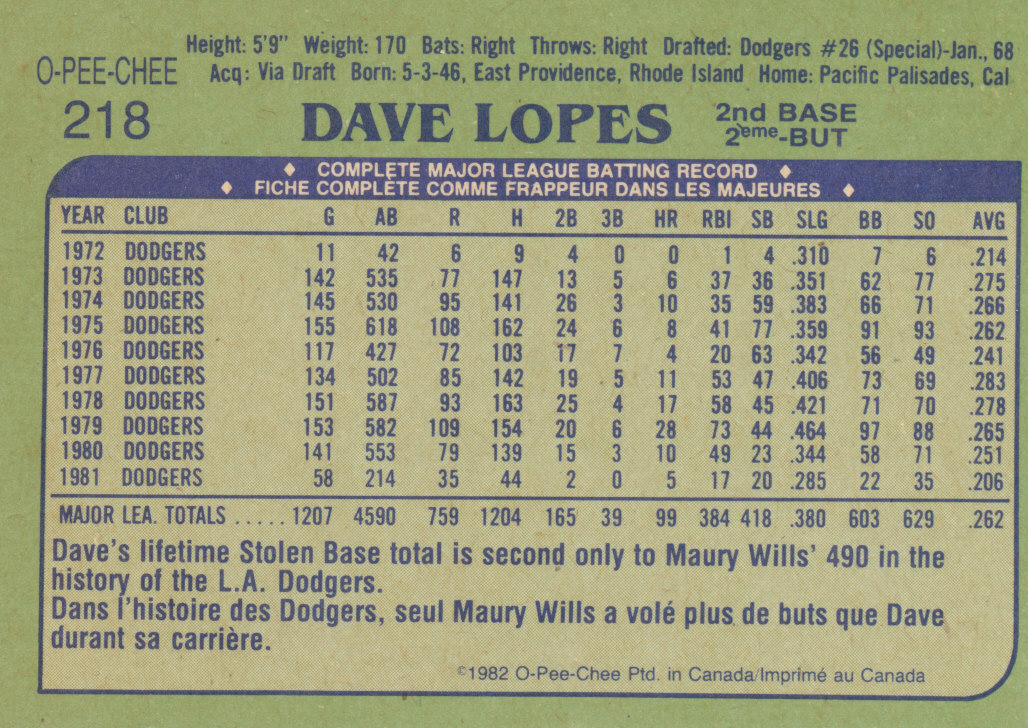 Height: 5'9" Weight: 170 Bats: Right Throws: Right Drafted: Dodgers #26 (Special)-Jan., 68
O-PEE-CHEE Acq: Via Draft Born: 5-3-46, East Providence, Rhode Island Home: Pacific Palisades, Cal
218 DAVE LOPES 2nd BASE
2eme-BUT
♦ COMPLETE MAJOR LEAGUE BATTING RECORD ♦
♦ FICHE COMPLÈTE COMME FRAPPEUR DANS LES MAJEURES ♦
YEAR CLUB G AB R H 2B 3B HR RBI SB SLG BB SO AVG
1972 DODGERS 11 42 6 9 4 0 0 1 4 .310 7 6 .214
1973 DODGERS 142 535 77 147 13 5 6 37 36 .351 62 77 .275
1974 DODGERS 145 530 95 141 26 3 10 35 59 .383 66 71 .266
1975 DODGERS 155 618 108 162 24 6 8 41 77 .359 91 93 .262
1976 DODGERS 117 427 72 103 17 7 4 20 63 .342 56 49 .241
1977 DODGERS 134 502 85 142 19 5 11 53 47 .406 73 69 .283
1978 DODGERS 151 587 93 163 25 4 17 58 45 .421 71 70 .278
1979 DODGERS 153 582 109 154 20 6 28 73 44 .464 97 88 .265
1980 DODGERS 141 553 79 139 15 3 10 49 23 .344 58 71 .251
1981 DODGERS 58 214 35 44 2 0 5 17 20 .285 22 35 .206
MAJOR LEA. TOTALS ..... 1207 4590 759 1204 165 39 99 384 418 .380 603 629 .262
Dave's lifetime Stolen Base total is second only to Maury Wills' 490 in the
history of the L.A. Dodgers.
Dans l'histoire des Dodgers, seul Maury Wills a volé plus de buts que Dave
durant sa carrière.
©1982 O-Pee-Chee Ptd. in Canada/Imprimé au Canada